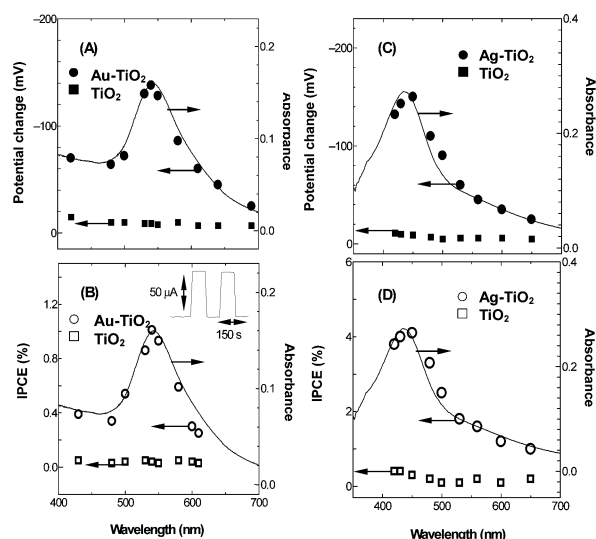 −200
(A)
Au-TiO2
TiO2
−100
0
Potential change (mV)
0.2
0.1
0.0
Absorbance
−200
(C)
Ag-TiO2
TiO2
−100
0
Potential change (mV)
0.4
0.2
0.0
Absorbance
(B)
50 μA
150 s
Au-TiO2
TiO2
1.2
0.8
0.4
0.0
IPCE (%)
0.2
0.1
0.0
Absorbance
400 500 600 700
Wavelength (nm)
(D)
Ag-TiO2
TiO2
6
4
2
0
IPCE (%)
0.4
0.2
0.0
Absorbance
400 500 600 700
Wavelength (nm)